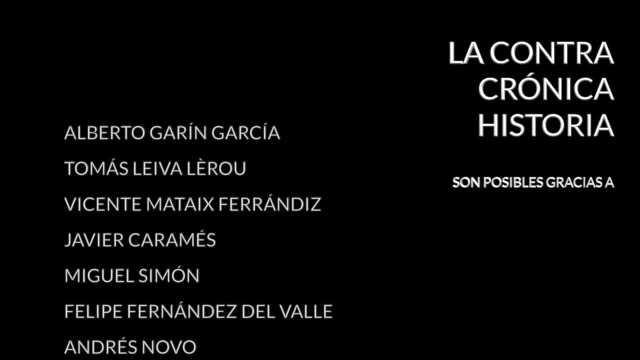 LA CONTRA
CRÓNICA
HISTORIA
SON POSIBLES GRACIAS A
ALBERTO GARÍN GARCÍA
TOMÁS LEIVA LÈROU
VICENTE MATAIX FERRÁNDIZ
JAVIER CARAMÉS
MIGUEL SIMÓN
FELIPE FERNÁNDEZ DEL VALLE
ANDRÉS NOVO